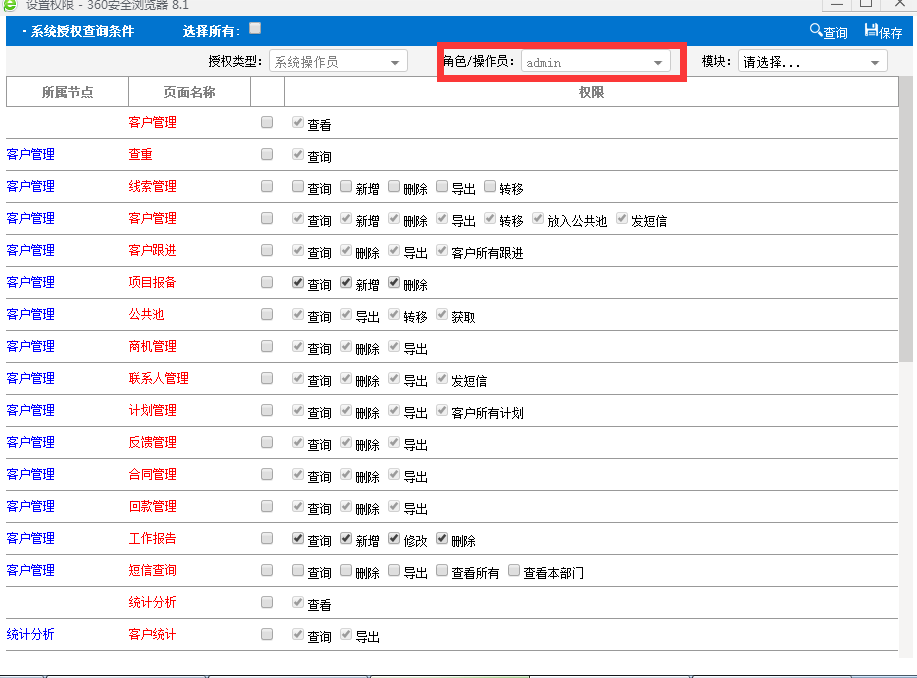 设置权限 - 360安全浏览器 8.1
· 系统授权查询条件 选择所有: 查询 保存
授权类型: 系统操作员 角色/操作员: admin 模块: 请选择...
所属节点 页面名称 权限
客户管理 查看
客户管理 查重 查询
客户管理 线索管理 查询 新增 删除 导出 转移
客户管理 客户管理 查询 新增 删除 导出 转移 放入公共池 发短信
客户管理 客户跟进 查询 删除 导出 客户所有跟进
客户管理 项目报备 查询 新增 删除
客户管理 公共池 查询 导出 转移 获取
客户管理 商机管理 查询 删除 导出
客户管理 联系人管理 查询 删除 导出 发短信
客户管理 计划管理 查询 删除 导出 客户所有计划
客户管理 反馈管理 查询 删除 导出
客户管理 合同管理 查询 删除 导出
客户管理 回款管理 查询 删除 导出
客户管理 工作报告 查询 新增 修改 删除
客户管理 短信查询 查询 删除 导出 查看所有 查看本部门
统计分析 查看
统计分析 客户统计 查询 导出